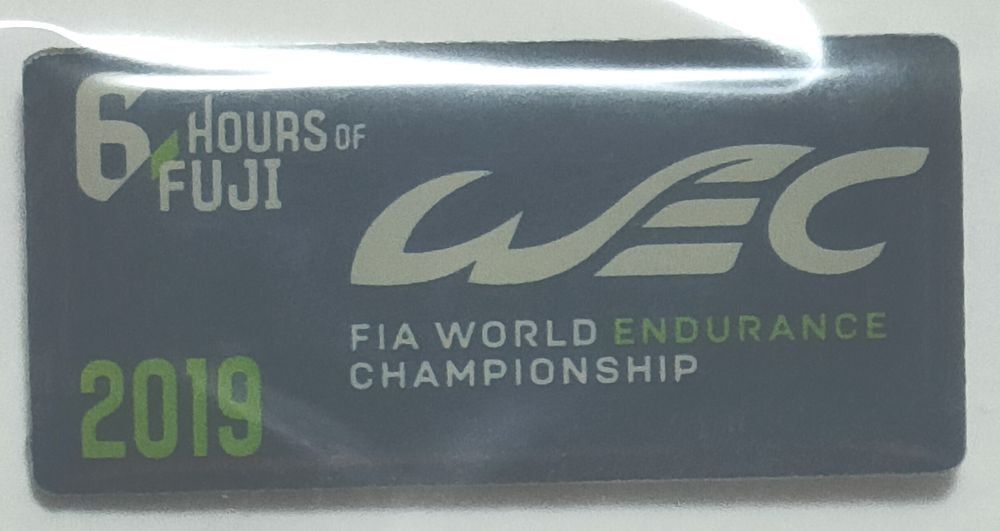 6 HOURS OF
FUJI
WEC
FIA WORLD ENDURANCE
CHAMPIONSHIP
2019